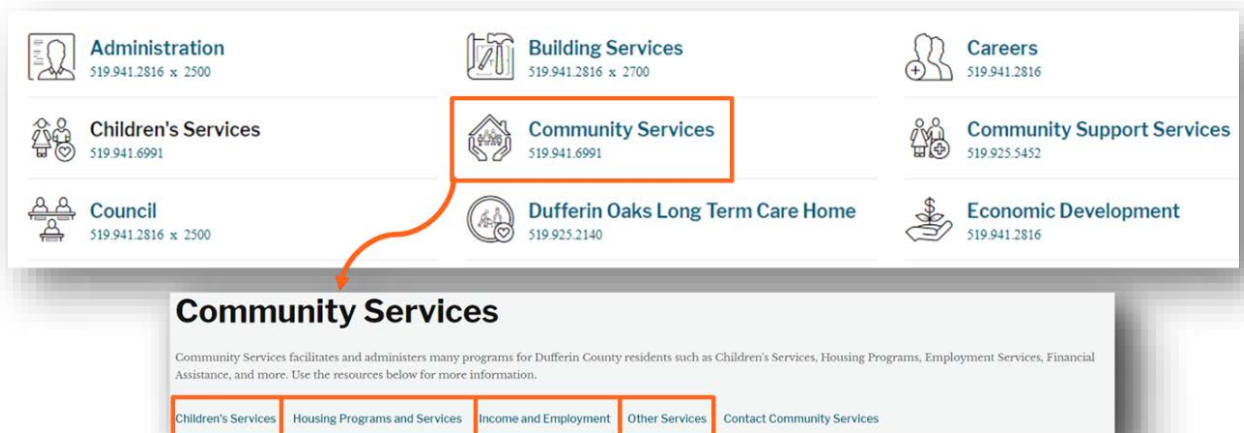 Administration
519.941.2816 x 2500
Building Services
519.941.2816 x 2700
Careers
519.941.2816
Children's Services
519.941.6991
Community Services
519.941.6991
Community Support Services
519.925.5452
Council
519.941.2816 x 2500
Dufferin Oaks Long Term Care Home
519.925.2140
Economic Development
519.941.2816
Community Services
Community Services facilitates and administers many programs for Dufferin County residents such as Children's Services, Housing Programs, Employment Services, Financial
Assistance, and more. Use the resources below for more information.
Children's Services Housing Programs and Services Income and Employment Other Services Contact Community Services